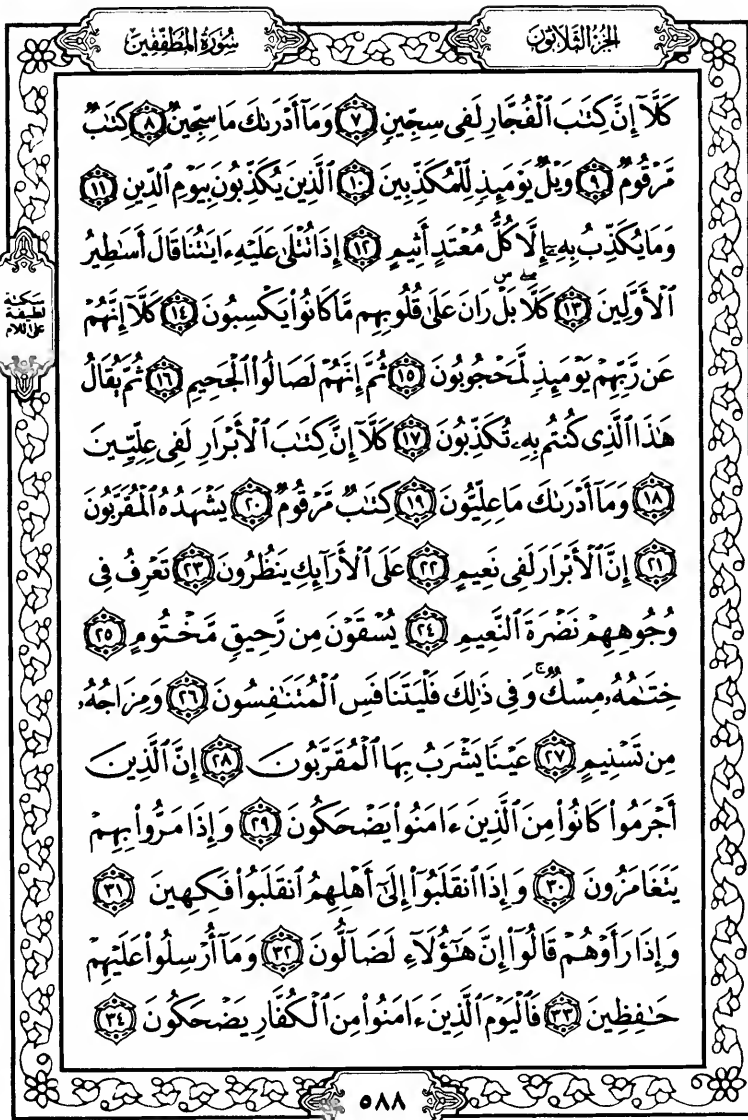 الجزء الثلاثون
سورة المطففين
كَلَّآ إِنَّ كِتَٰبَ ٱلْفُجَّارِ لَفِى سِجِّينٍ ٧ وَمَآ أَدْرَىٰكَ مَا سِجِّينٌ ٨ كِتَٰبٌ
مَّرْقُومٌ ٩ وَيْلٌ يَوْمَئِذٍ لِّلْمُكَذِّبِينَ ١٠ ٱلَّذِينَ يُكَذِّبُونَ بِيَوْمِ ٱلدِّينِ ١١
وَمَا يُكَذِّبُ بِهِۦٓ إِلَّا كُلُّ مُعْتَدٍ أَثِيمٍ ١٢ إِذَا تُتْلَىٰ عَلَيْهِ ءَايَٰتُنَا قَالَ أَسَٰطِيرُ
ٱلْأَوَّلِينَ ١٣ كَلَّا ۖ بَلْ ۜ رَانَ عَلَىٰ قُلُوبِهِم مَّا كَانُوا۟ يَكْسِبُونَ ١٤ كَلَّآ إِنَّهُمْ
عَن رَّبِّهِمْ يَوْمَئِذٍ لَّمَحْجُوبُونَ ١٥ ثُمَّ إِنَّهُمْ لَصَالُوا۟ ٱلْجَحِيمِ ١٦ ثُمَّ يُقَالُ
هَٰذَا ٱلَّذِى كُنتُم بِهِۦ تُكَذِّبُونَ ١٧ كَلَّآ إِنَّ كِتَٰبَ ٱلْأَبْرَارِ لَفِى عِلِّيِّينَ
١٨ وَمَآ أَدْرَىٰكَ مَا عِلِّيُّونَ ١٩ كِتَٰبٌ مَّرْقُومٌ ٢٠ يَشْهَدُهُ ٱلْمُقَرَّبُونَ
٢١ إِنَّ ٱلْأَبْرَارَ لَفِى نَعِيمٍ ٢٢ عَلَى ٱلْأَرَآئِكِ يَنظُرُونَ ٢٣ تَعْرِفُ فِى
وُجُوهِهِمْ نَضْرَةَ ٱلنَّعِيمِ ٢٤ يُسْقَوْنَ مِن رَّحِيقٍ مَّخْتُومٍ ٢٥
خِتَٰمُهُۥ مِسْكٌ ۚ وَفِى ذَٰلِكَ فَلْيَتَنَافَسِ ٱلْمُتَنَٰفِسُونَ ٢٦ وَمِزَاجُهُۥ
مِن تَسْنِيمٍ ٢٧ عَيْنًا يَشْرَبُ بِهَا ٱلْمُقَرَّبُونَ ٢٨ إِنَّ ٱلَّذِينَ
أَجْرَمُوا۟ كَانُوا۟ مِنَ ٱلَّذِينَ ءَامَنُوا۟ يَضْحَكُونَ ٢٩ وَإِذَا مَرُّوا۟ بِهِمْ
يَتَغَامَزُونَ ٣٠ وَإِذَا ٱنقَلَبُوٓا۟ إِلَىٰٓ أَهْلِهِمُ ٱنقَلَبُوا۟ فَكِهِينَ ٣١
وَإِذَا رَأَوْهُمْ قَالُوٓا۟ إِنَّ هَٰٓؤُلَآءِ لَضَآلُّونَ ٣٢ وَمَآ أُرْسِلُوا۟ عَلَيْهِمْ
حَٰفِظِينَ ٣٣ فَٱلْيَوْمَ ٱلَّذِينَ ءَامَنُوا۟ مِنَ ٱلْكُفَّارِ يَضْحَكُونَ ٣٤
سكتة
لطيفة
على اللام
٥٨٨